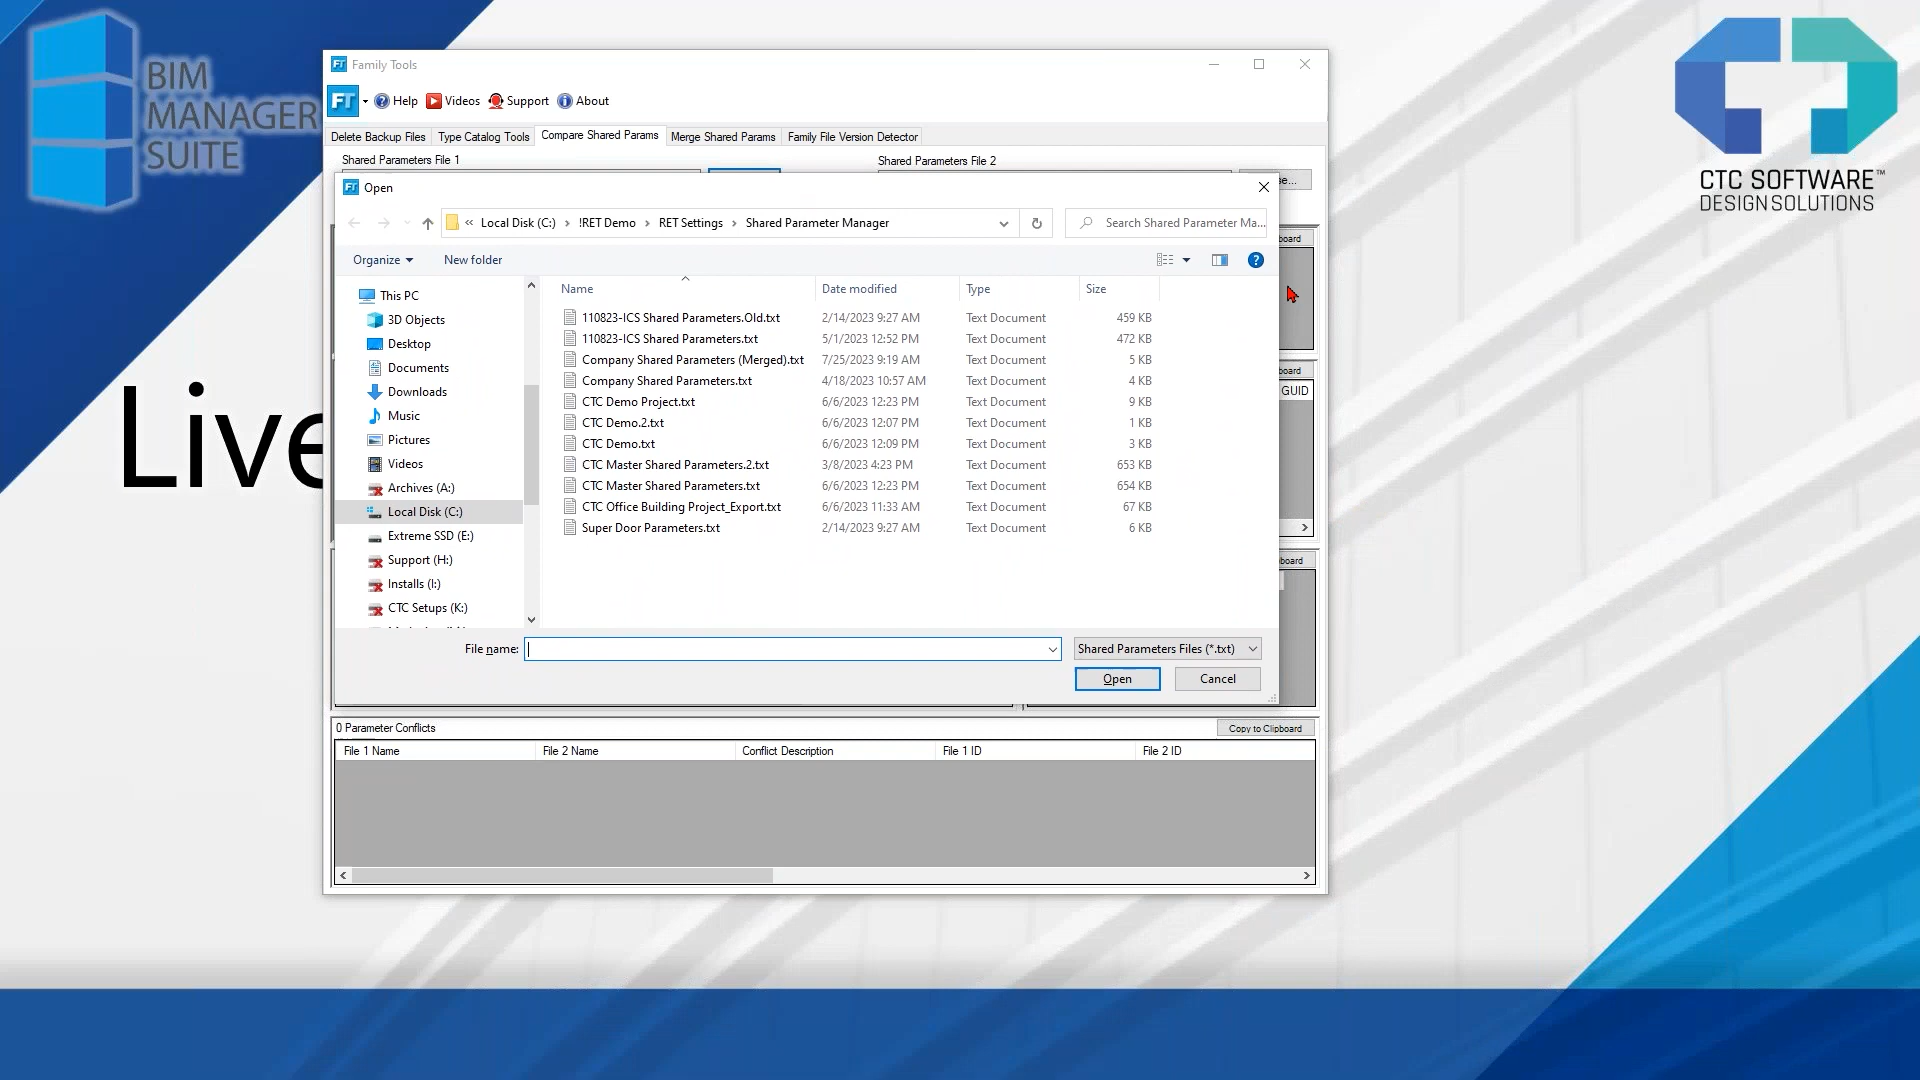 BIM
MANAGER
SUITE
CTC SOFTWARE™
DESIGN SOLUTIONS
Live
FT Family Tools
FT Help Videos Support About
Delete Backup Files Type Catalog Tools Compare Shared Params Merge Shared Params Family File Version Detector
Shared Parameters File 1 Shared Parameters File 2
se...
FT Open
« Local Disk (C:) › !RET Demo › RET Settings › Shared Parameter Manager
Search Shared Parameter Ma...
Organize New folder
This PC
3D Objects
Desktop
Documents
Downloads
Music
Pictures
Videos
Archives (A:)
Local Disk (C:)
Extreme SSD (E:)
Support (H:)
Installs (I:)
CTC Setups (K:)
Name Date modified Type Size
110823-ICS Shared Parameters.Old.txt 2/14/2023 9:27 AM Text Document 459 KB
110823-ICS Shared Parameters.txt 5/1/2023 12:52 PM Text Document 472 KB
Company Shared Parameters (Merged).txt 7/25/2023 9:19 AM Text Document 5 KB
Company Shared Parameters.txt 4/18/2023 10:57 AM Text Document 4 KB
CTC Demo Project.txt 6/6/2023 12:23 PM Text Document 9 KB
CTC Demo.2.txt 6/6/2023 12:07 PM Text Document 1 KB
CTC Demo.txt 6/6/2023 12:09 PM Text Document 3 KB
CTC Master Shared Parameters.2.txt 3/8/2023 4:23 PM Text Document 653 KB
CTC Master Shared Parameters.txt 6/6/2023 12:23 PM Text Document 654 KB
CTC Office Building Project_Export.txt 6/6/2023 11:33 AM Text Document 67 KB
Super Door Parameters.txt 2/14/2023 9:27 AM Text Document 6 KB
board
board
GUID
board
File name:
Shared Parameters Files (*.txt)
Open Cancel
0 Parameter Conflicts Copy to Clipboard
File 1 Name File 2 Name Conflict Description File 1 ID File 2 ID